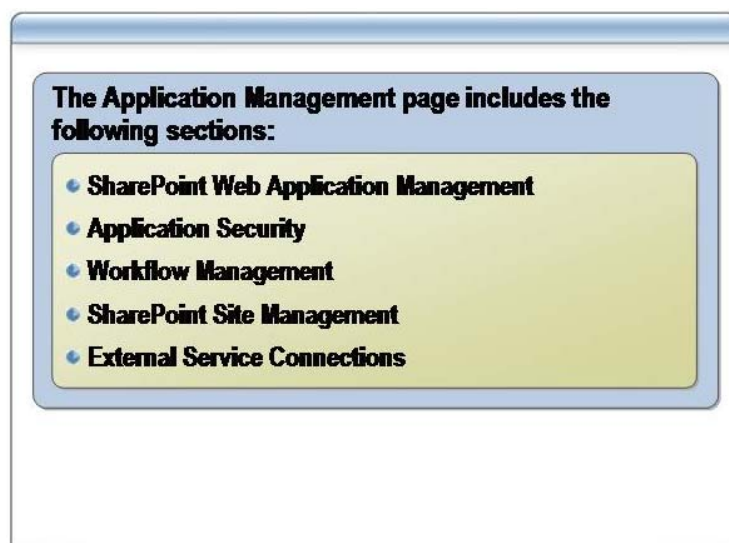 The Application Management page includes the
following sections:
SharePoint Web Application Management
Application Security
Workflow Management
SharePoint Site Management
External Service Connections